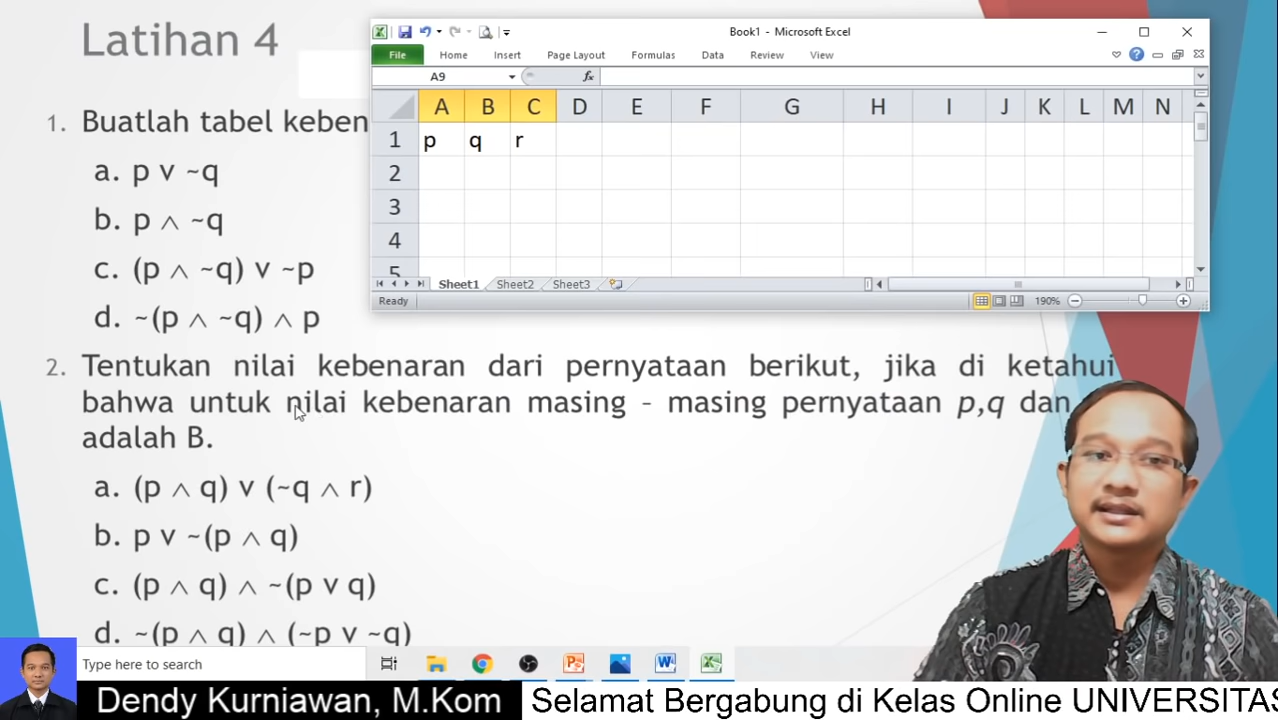 Latihan 4
Book1 - Microsoft Excel
File Home Insert Page Layout Formulas Data Review View
A9 fx
A B C D E F G H I J K L M N
1 p q r
2
3
4
5
Sheet1 Sheet2 Sheet3
Ready 190%
1. Buatlah tabel keben
a. p v ~q
b. p ∧ ~q
c. (p ∧ ~q) v ~p
d. ~(p ∧ ~q) ∧ p
2. Tentukan nilai kebenaran dari pernyataan berikut, jika di ketahui
bahwa untuk nilai kebenaran masing – masing pernyataan p,q dan
adalah B.
a. (p ∧ q) v (~q ∧ r)
b. p v ~(p ∧ q)
c. (p ∧ q) ∧ ~(p v q)
d. ~(p ∧ q) ∧ (~p v ~q)
Type here to search
Dendy Kurniawan, M.Kom Selamat Bergabung di Kelas Online UNIVERSITAS